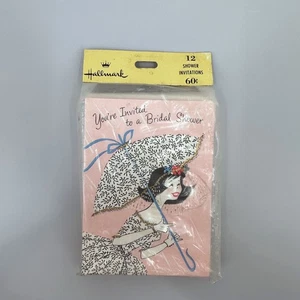 Hallmark
12
SHOWER
INVITATIONS
60¢
You're Invited
to a Bridal Shower